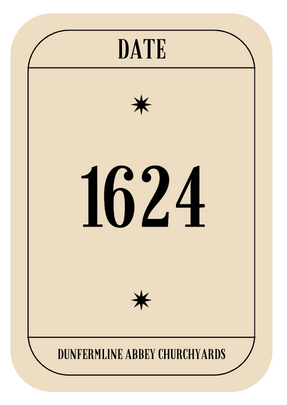 DATE
1624
DUNFERMLINE ABBEY CHURCHYARDS